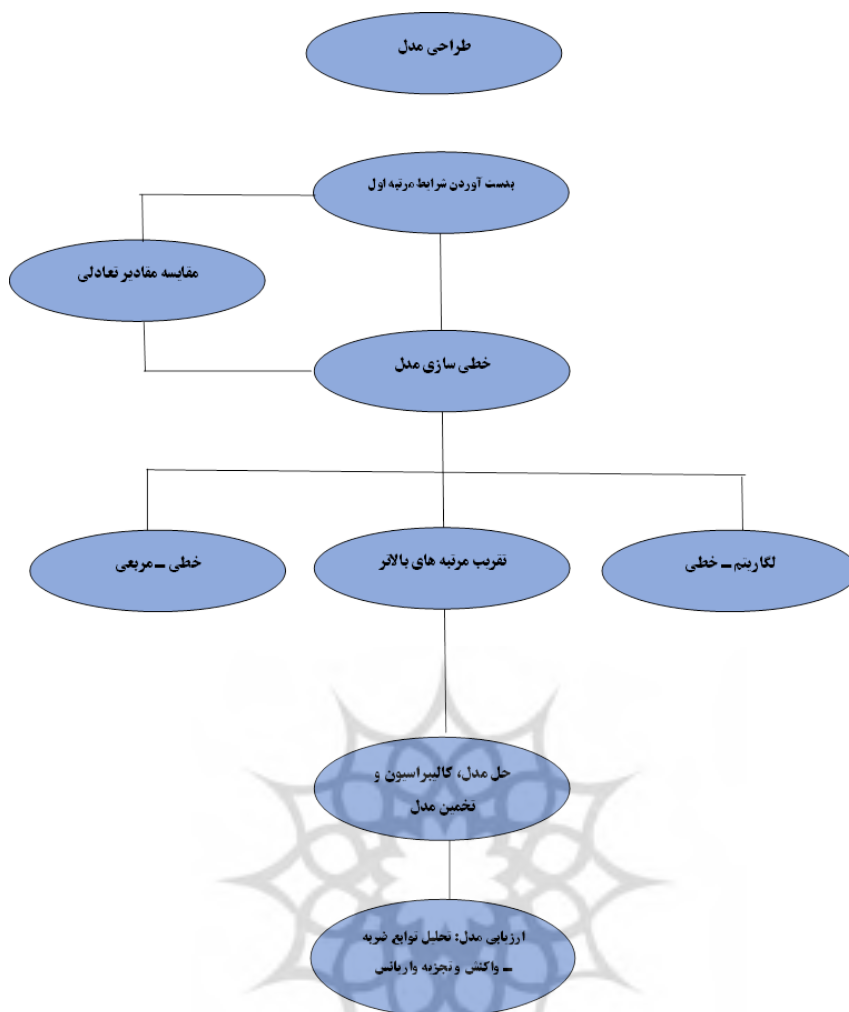 طراحی مدل
بدست آوردن شرایط مرتبه اول
مقایسه مقادیر تعادلی
خطی سازی مدل
لگاریتم ـ خطی
تقریب مرتبه های بالاتر
خطی ـ مربعی
حل مدل، کالیبراسیون و
تخمین مدل
ارزیابی مدل: تحلیل توابع ضربه
ـ واکنش و تجزیه واریانس